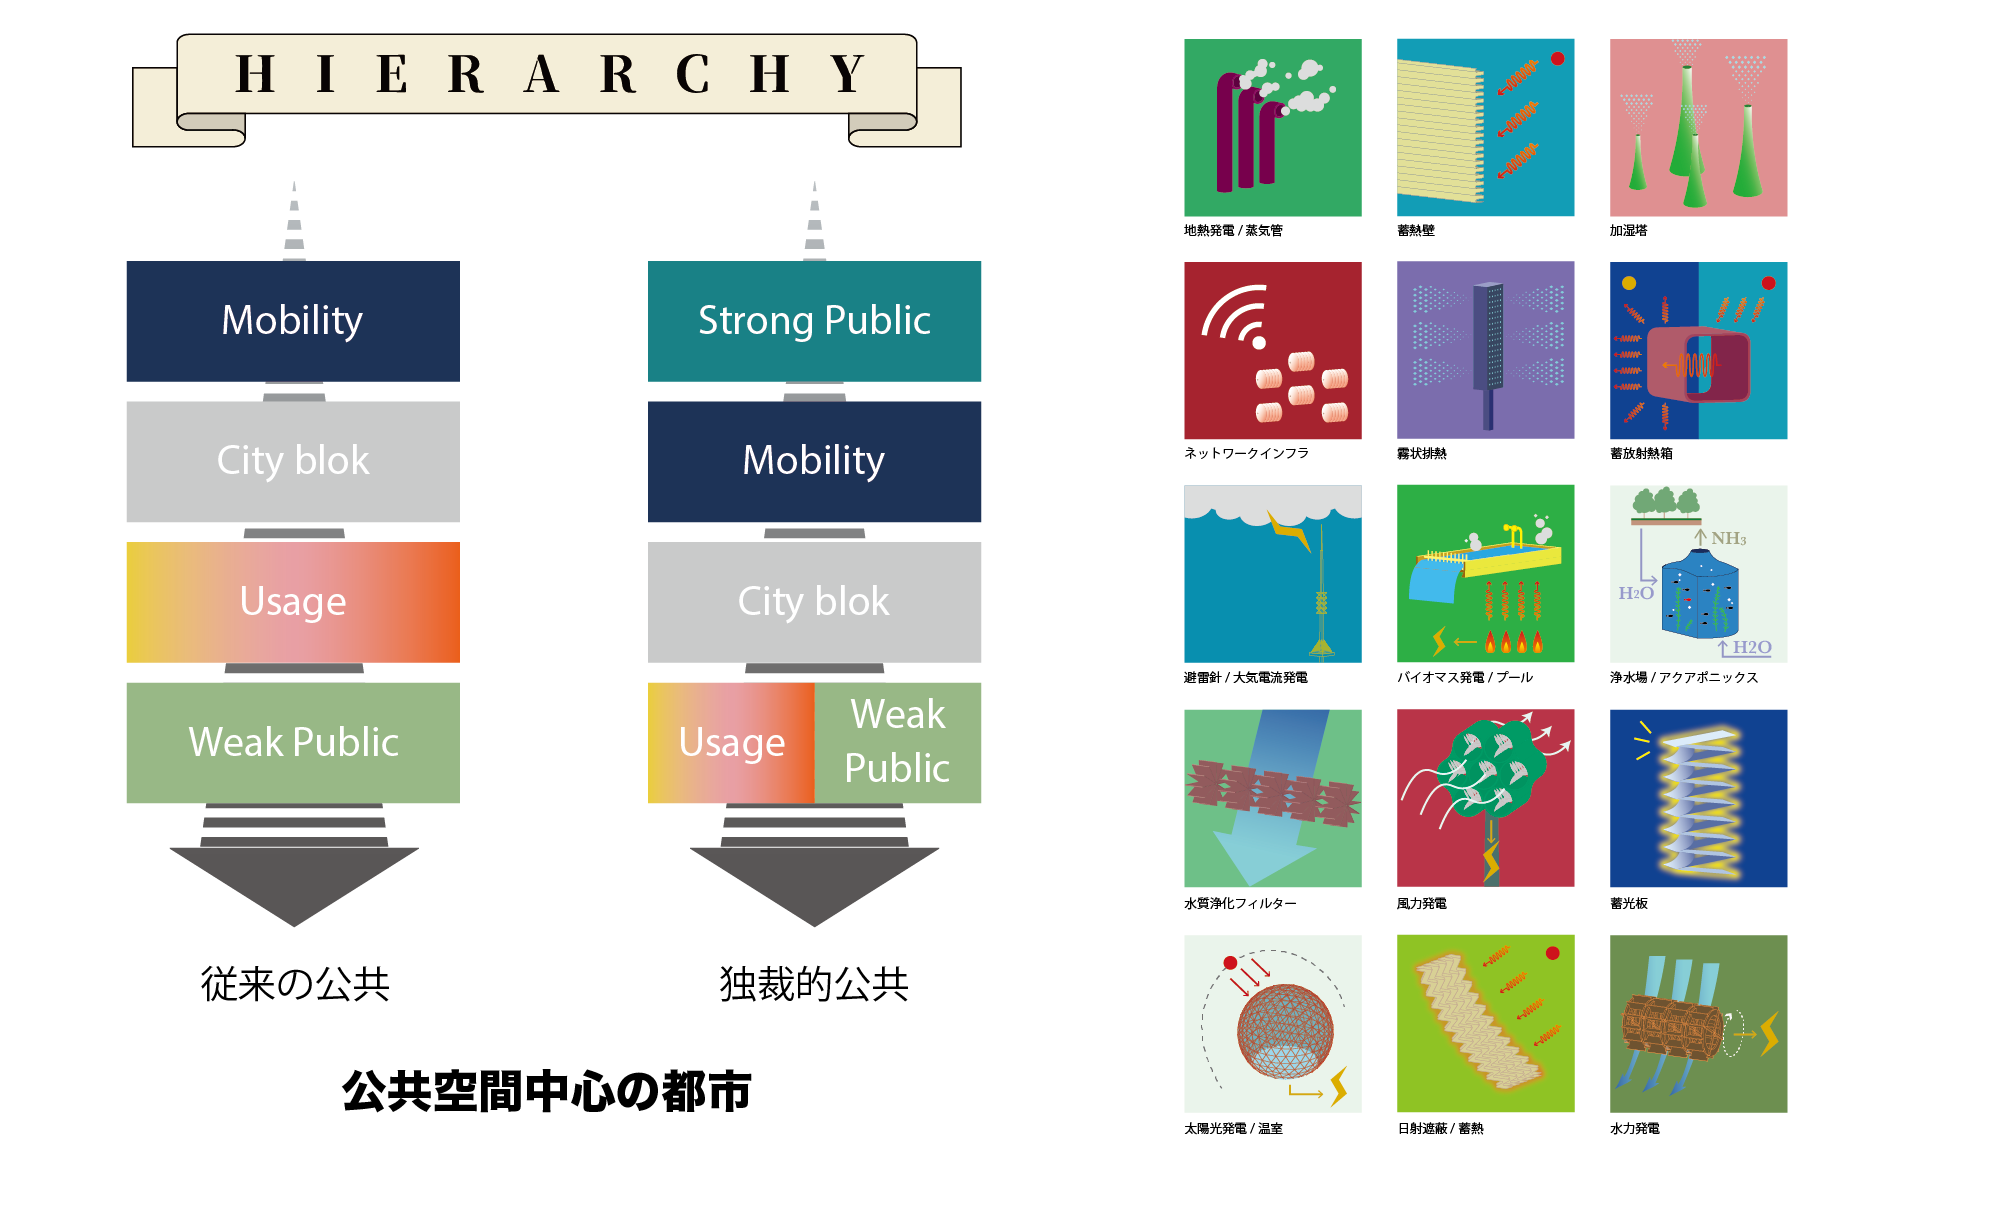 HIERARCHY
Mobility
City blok
Usage
Weak Public
従来の公共
Strong Public
Mobility
City blok
Usage
Weak
Public
独裁的公共
公共空間中心の都市
地熱発電 / 蒸気管
蓄熱壁
加湿塔
ネットワークインフラ
霧状排熱
蓄放射熱箱
避雷針 / 大気電流発電
バイオマス発電 / プール
NH3
H2O
H2O
浄水場 / アクアポニックス
水質浄化フィルター
風力発電
蓄光板
太陽光発電 / 温室
日射遮蔽 / 蓄熱
水力発電